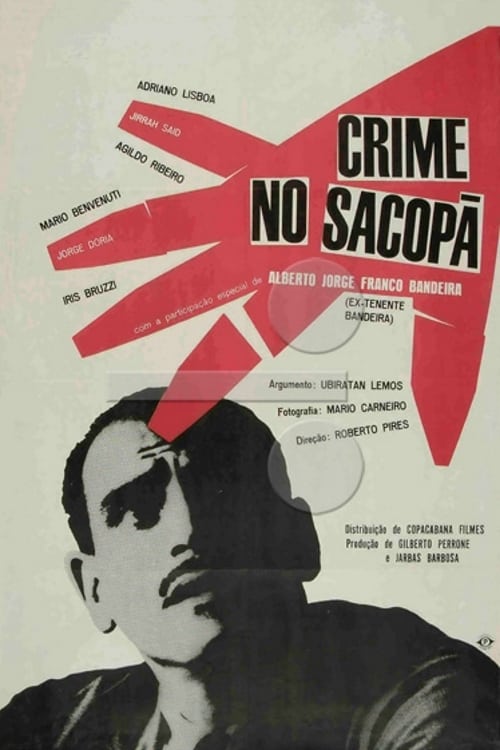 ADRIANO LISBOA
JIRRAH SAID
AGILDO RIBEIRO
CRIME
NO SACOPÃ
MARIO BENVENUTI
JORGE DORIA
IRIS BRUZZI
com a participação especial de ALBERTO JORGE FRANCO BANDEIRA
(EX-TENENTE
BANDEIRA)
Argumento: UBIRATAN LEMOS
Fotografia: MARIO CARNEIRO
Direção: ROBERTO PIRES
Distribuição de COPACABANA FILMES
Produção de GILBERTO PERRONE
e JARBAS BARBOSA